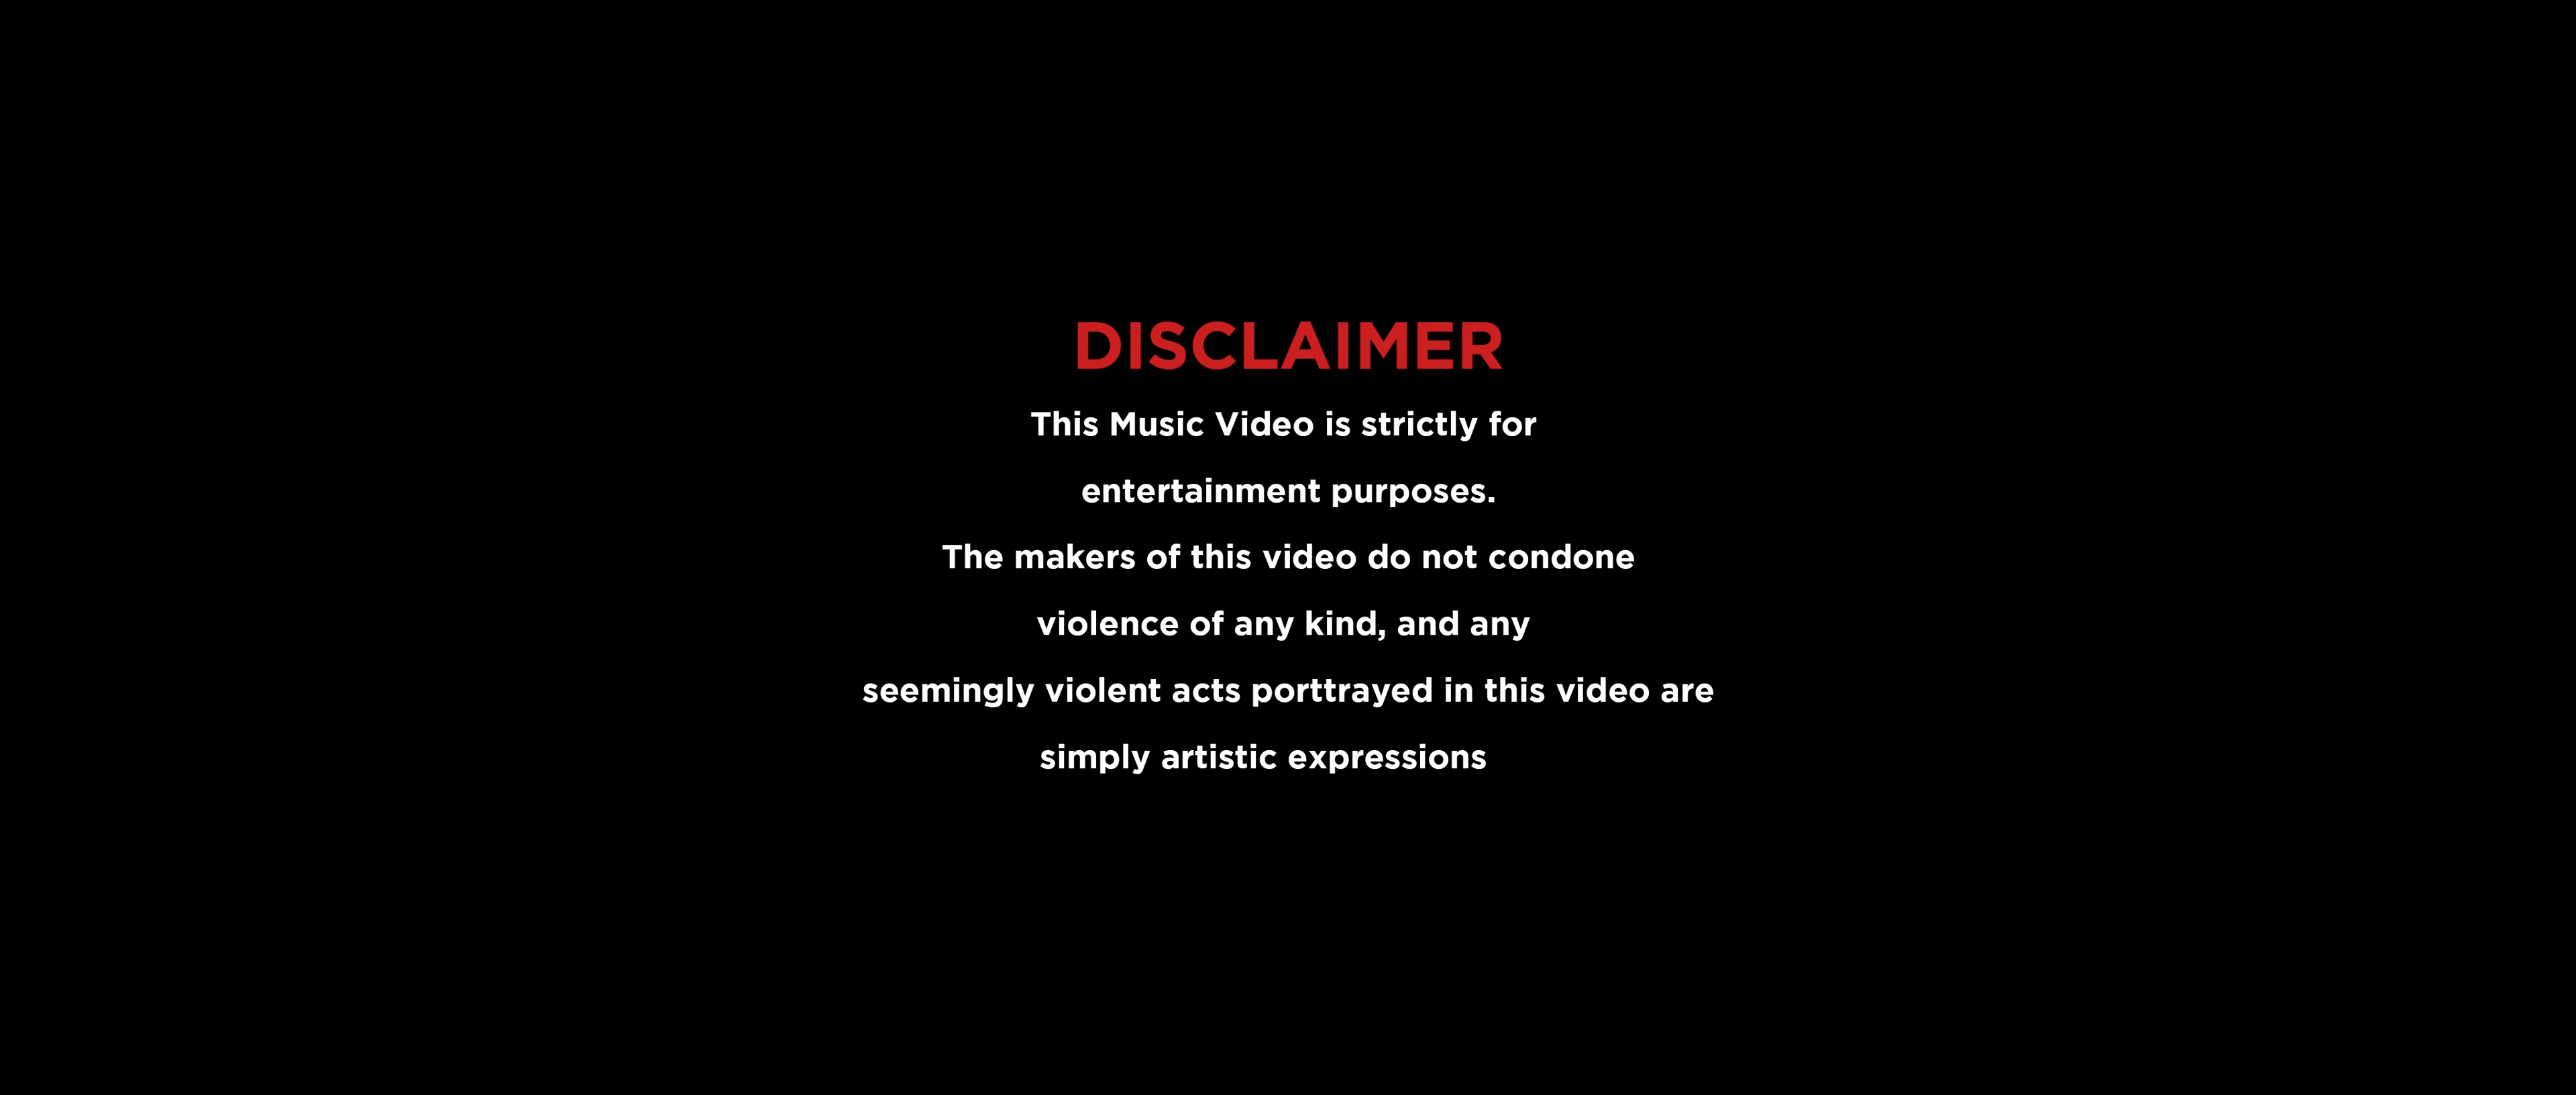 DISCLAIMER
This Music Video is strictly for
entertainment purposes.
The makers of this video do not condone
violence of any kind, and any
seemingly violent acts porttrayed in this video are
simply artistic expressions